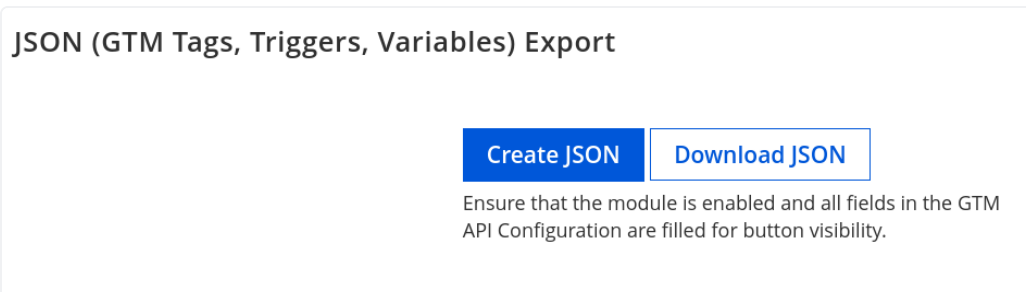 JSON (GTM Tags, Triggers, Variables) Export
Create JSON
Download JSON
Ensure that the module is enabled and all fields in the GTM
API Configuration are filled for button visibility.